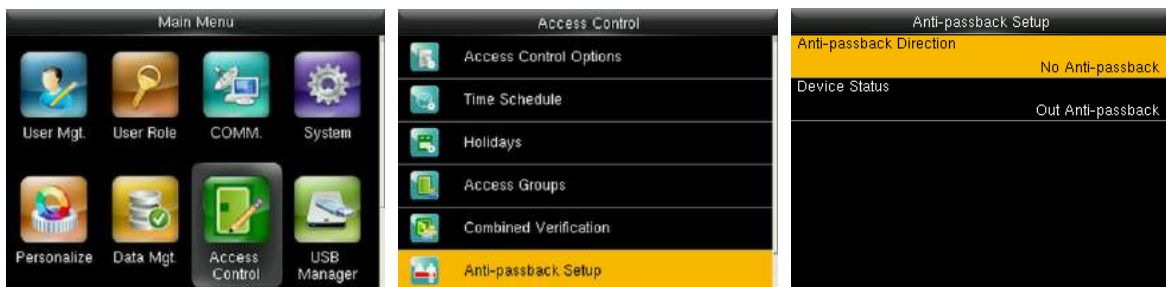 Main Menu
User Mgt.
User Role
COMM.
System
Personalize
Data Mgt.
Access
Control
USB
Manager
Access Control
Access Control Options
Time Schedule
Holidays
Access Groups
Combined Verification
Anti-passback Setup
Anti-passback Setup
Anti-passback Direction
No Anti-passback
Device Status
Out Anti-passback